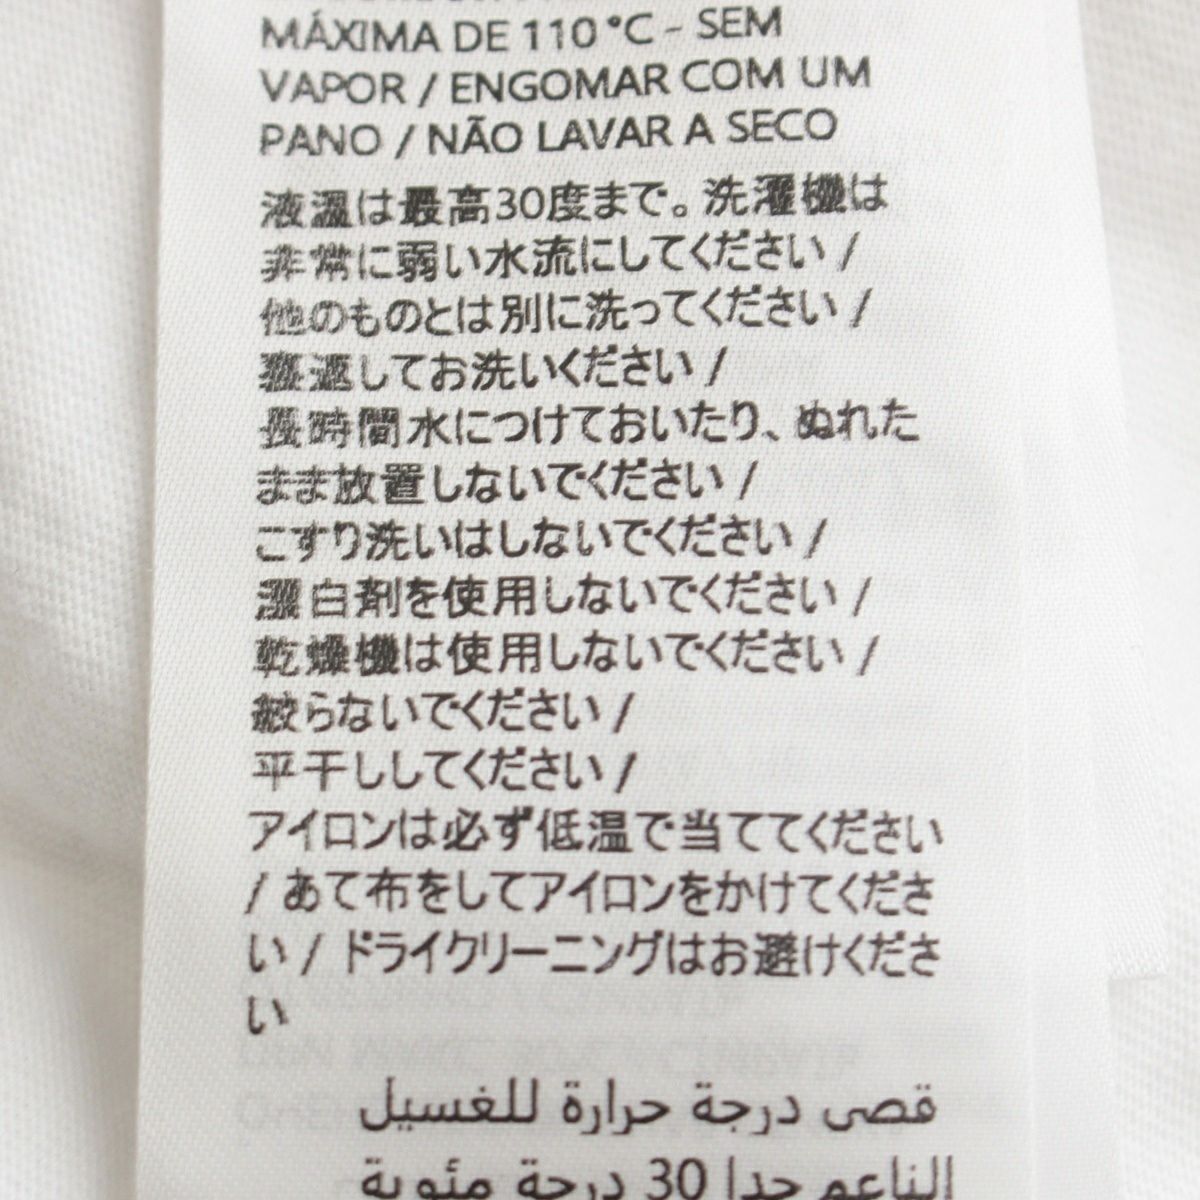 MÁXIMA DE 110 °C - SEM
VAPOR / ENGOMAR COM UM
PANO / NÃO LAVAR A SECO
液温は最高30度まで。洗濯機は
非常に弱い水流にしてください /
他のものとは別に洗ってください /
裏返してお洗いください /
長時間水につけておいたり、ぬれた
まま放置しないでください /
こすり洗いはしないでください /
漂白剤を使用しないでください /
乾燥機は使用しないでください /
絞らないでください /
平干ししてください /
アイロンは必ず低温で当ててください
/ あて布をしてアイロンをかけてくださ
い / ドライクリーニングはお避けくださ
い
قصى درجة حرارة للغسيل
الناعم جدا 30 درجة مئوية